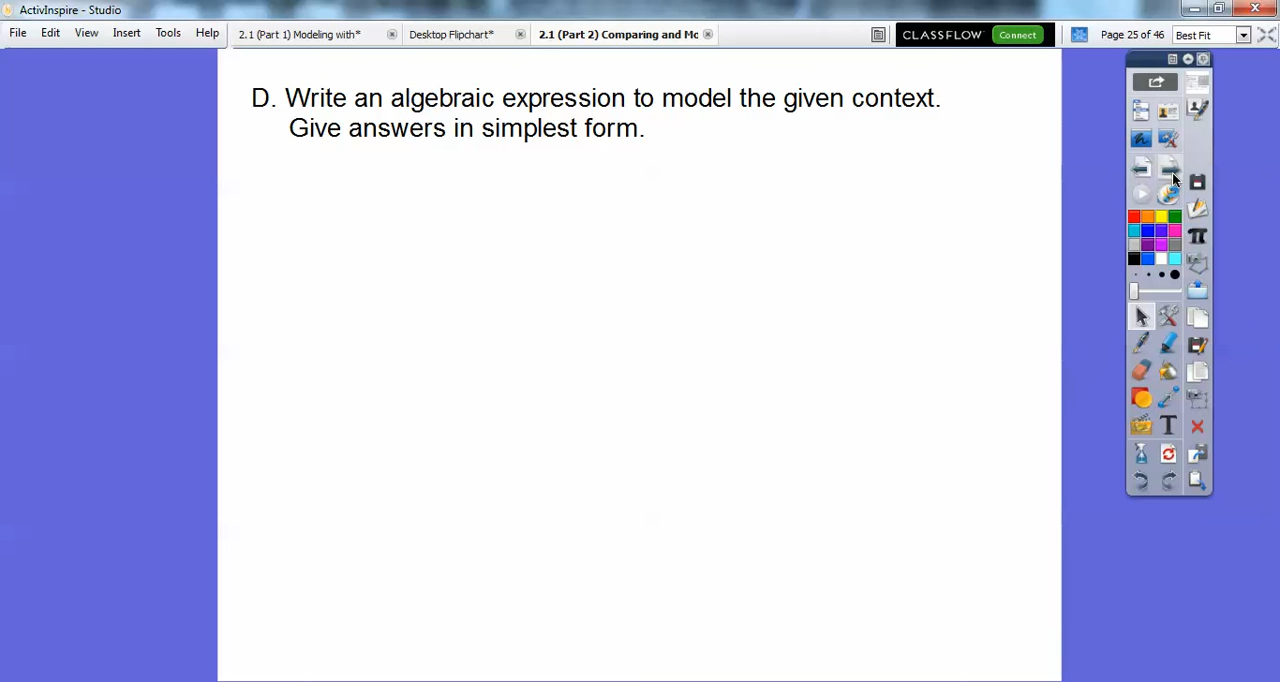 ActivInspire - Studio
File Edit View Insert Tools Help
2.1 (Part 1) Modeling with*
Desktop Flipchart*
2.1 (Part 2) Comparing and Mo
CLASSFLOW Connect
Page 25 of 46
Best Fit
D. Write an algebraic expression to model the given context.
Give answers in simplest form.